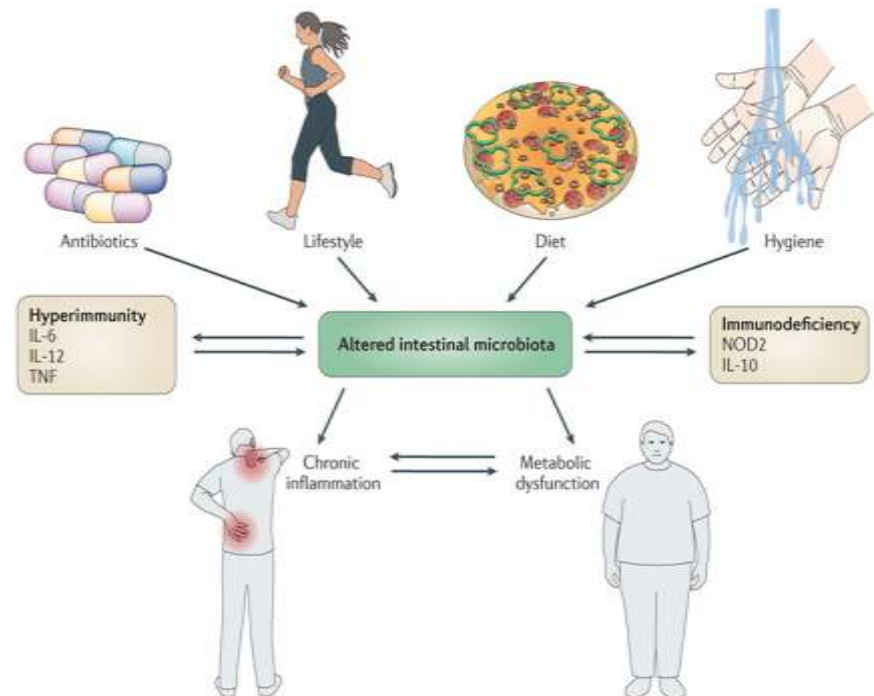 Antibiotics
Lifestyle
Diet
Hygiene
Hyperimmunity
IL-6
IL-12
TNF
Altered intestinal microbiota
Immunodeficiency
NOD2
IL-10
Chronic
inflammation
Metabolic
dysfunction